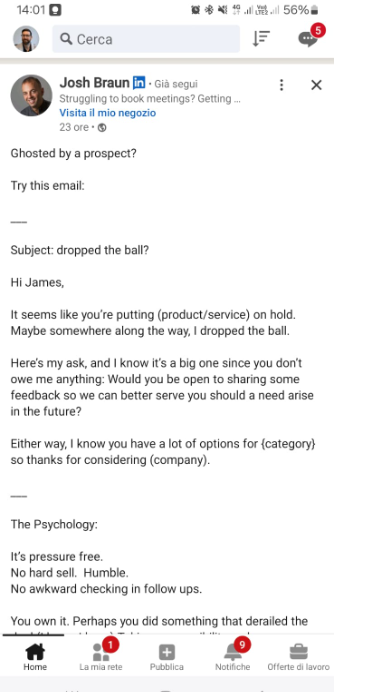 14:01
56%
5
Cerca
Josh Braun in • Già segui
Struggling to book meetings? Getting ...
Visita il mio negozio
23 ore •
Ghosted by a prospect?
Try this email:
___
Subject: dropped the ball?
Hi James,
It seems like you're putting (product/service) on hold.
Maybe somewhere along the way, I dropped the ball.
Here's my ask, and I know it's a big one since you don't
owe me anything: Would you be open to sharing some
feedback so we can better serve you should a need arise
in the future?
Either way, I know you have a lot of options for {category}
so thanks for considering (company).
___
The Psychology:
It's pressure free.
No hard sell.  Humble.
No awkward checking in follow ups.
You own it. Perhaps you did something that derailed the
1
9
Home
La mia rete
Pubblica
Notifiche
Offerte di lavoro